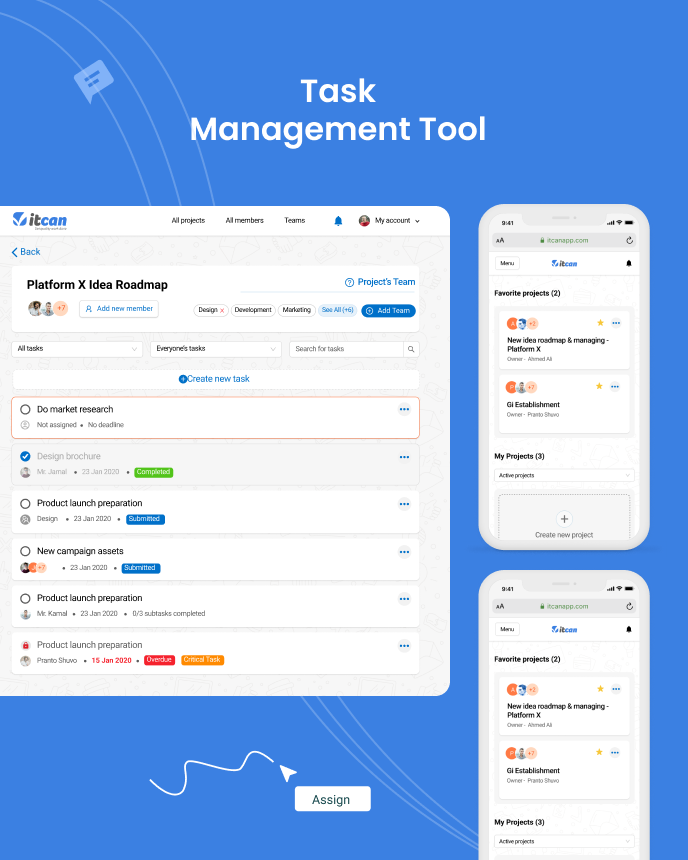 Task
Management Tool
itcan
All projects
All members
Teams
My account
Back
Platform X Idea Roadmap
Project's Team
+7
Add new member
Design x
Development
Marketing
See All (+6)
Add Team
All tasks
Everyone's tasks
Search for tasks
Create new task
Do market research
Not assigned • No deadline
Design brochure
Mr. Jamal • 23 Jan 2020 • Completed
Product launch preparation
Design • 23 Jan 2020 • Submitted
New campaign assets
+7 • 23 Jan 2020 • Submitted
Product launch preparation
Mr. Kamal • 23 Jan 2020 • 0/3 subtasks completed
Product launch preparation
Pranto Shuvo • 15 Jan 2020 • Overdue Critical Task
Assign
9:41
AA itcanapp.com
Menu
itcan
Favorite projects (2)
A +2
New idea roadmap & managing -
Platform X
Owner - Ahmed Ali
P +7
Gi Establishment
Owner - Pranto Shuvo
My Projects (3)
Active projects
Create new project
9:41
AA itcanapp.com
Menu
itcan
Favorite projects (2)
A +2
New idea roadmap & managing -
Platform X
Owner - Ahmed Ali
P +7
Gi Establishment
Owner - Pranto Shuvo
My Projects (3)
Active projects